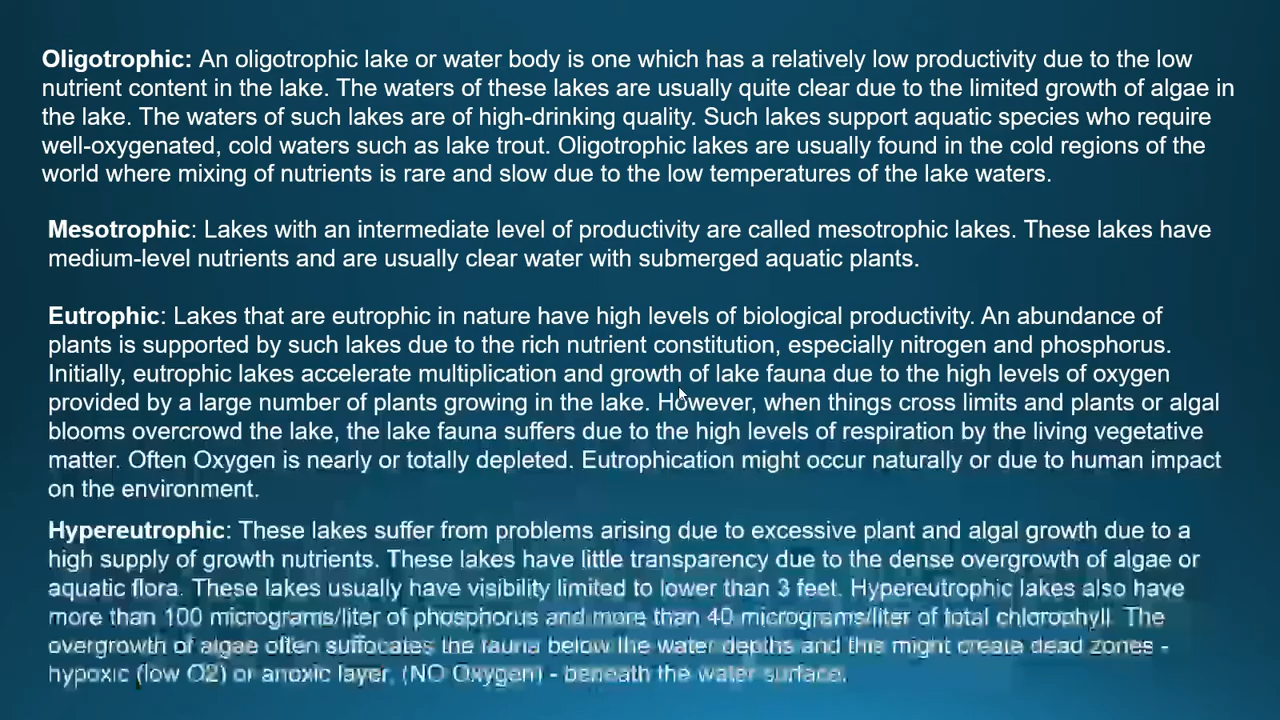 Oligotrophic: An oligotrophic lake or water body is one which has a relatively low productivity due to the low
nutrient content in the lake. The waters of these lakes are usually quite clear due to the limited growth of algae in
the lake. The waters of such lakes are of high-drinking quality. Such lakes support aquatic species who require
well-oxygenated, cold waters such as lake trout. Oligotrophic lakes are usually found in the cold regions of the
world where mixing of nutrients is rare and slow due to the low temperatures of the lake waters.
Mesotrophic: Lakes with an intermediate level of productivity are called mesotrophic lakes. These lakes have
medium-level nutrients and are usually clear water with submerged aquatic plants.
Eutrophic: Lakes that are eutrophic in nature have high levels of biological productivity. An abundance of
plants is supported by such lakes due to the rich nutrient constitution, especially nitrogen and phosphorus.
Initially, eutrophic lakes accelerate multiplication and growth of lake fauna due to the high levels of oxygen
provided by a large number of plants growing in the lake. However, when things cross limits and plants or algal
blooms overcrowd the lake, the lake fauna suffers due to the high levels of respiration by the living vegetative
matter. Often Oxygen is nearly or totally depleted. Eutrophication might occur naturally or due to human impact
on the environment.
Hypereutrophic: These lakes suffer from problems arising due to excessive plant and algal growth due to a
high supply of growth nutrients. These lakes have little transparency due to the dense overgrowth of algae or
aquatic flora. These lakes usually have visibility limited to lower than 3 feet. Hypereutrophic lakes also have
more than 100 micrograms/liter of phosphorus and more than 40 micrograms/liter of total chlorophyll. The
overgrowth of algae often suffocates the fauna below the water depths and this might create dead zones -
hypoxic (low O2) or anoxic layer, (NO Oxygen) - beneath the water surface.